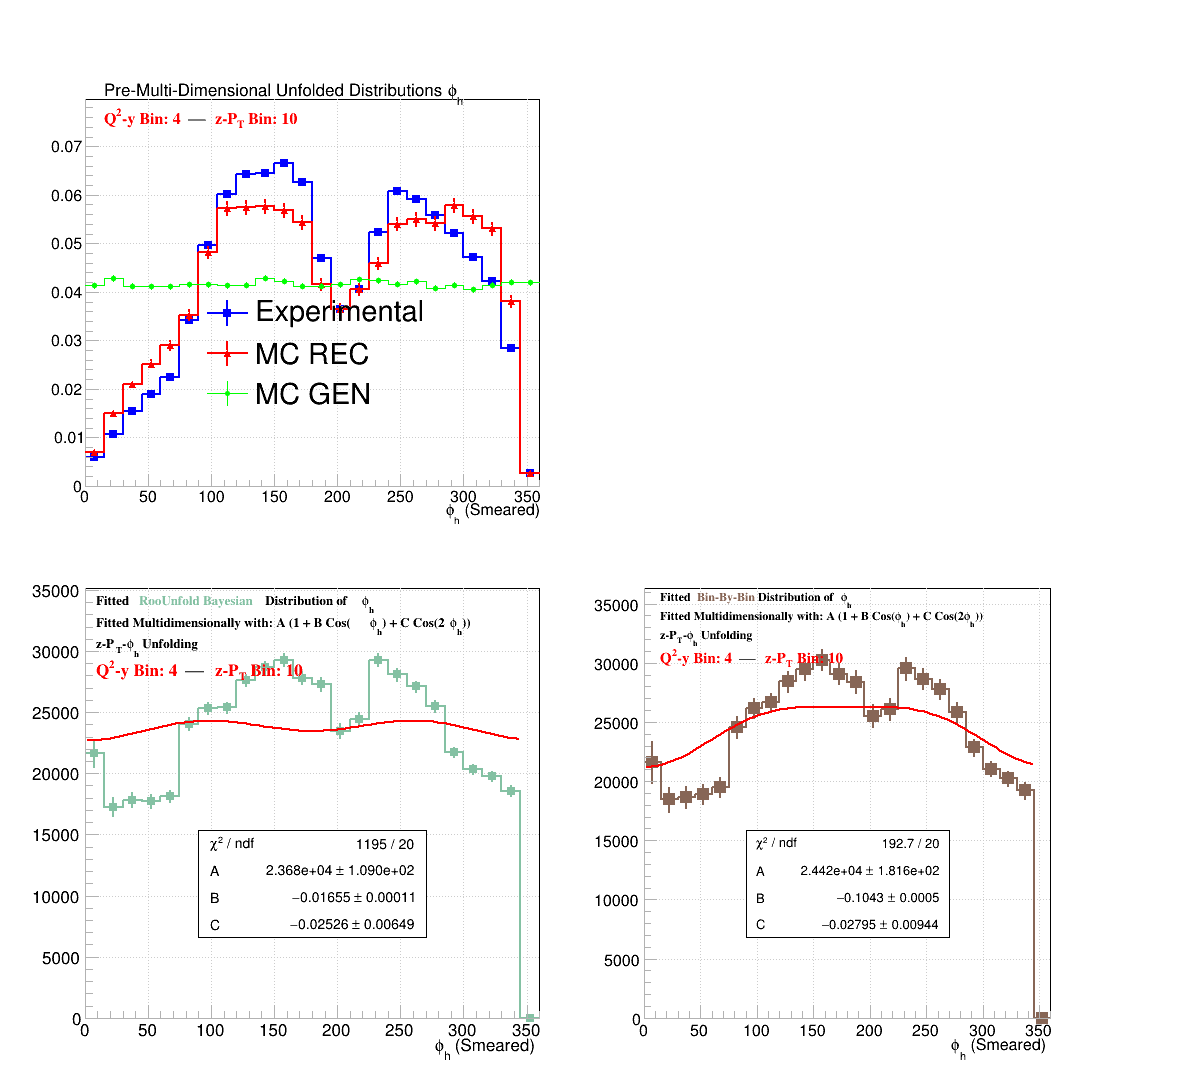 Pre-Multi-Dimensional Unfolded Distributions ϕh
Q2-y Bin: 4 — z-PT Bin: 10
0.07
0.06
0.05
0.04
0.03
0.02
0.01
0
Experimental
MC REC
MC GEN
0 50 100 150 200 250 300 350
ϕh (Smeared)
Fitted RooUnfold Bayesian Distribution of ϕh
Fitted Multidimensionally with: A (1 + B Cos( ϕh) + C Cos(2 ϕh))
z-PT-ϕh Unfolding
Q2-y Bin: 4 — z-PT Bin: 10
35000
30000
25000
20000
15000
10000
5000
0
χ2 / ndf 1195 / 20
A 2.368e+04 ± 1.090e+02
B −0.01655 ± 0.00011
C −0.02526 ± 0.00649
0 50 100 150 200 250 300 350
ϕh (Smeared)
Fitted Bin-By-Bin Distribution of ϕh
Fitted Multidimensionally with: A (1 + B Cos(ϕh) + C Cos(2ϕh))
z-PT-ϕh Unfolding
Q2-y Bin: 4 — z-PT Bin: 10
35000
30000
25000
20000
15000
10000
5000
0
χ2 / ndf 192.7 / 20
A 2.442e+04 ± 1.816e+02
B −0.1043 ± 0.0005
C −0.02795 ± 0.00944
0 50 100 150 200 250 300 350
ϕh (Smeared)